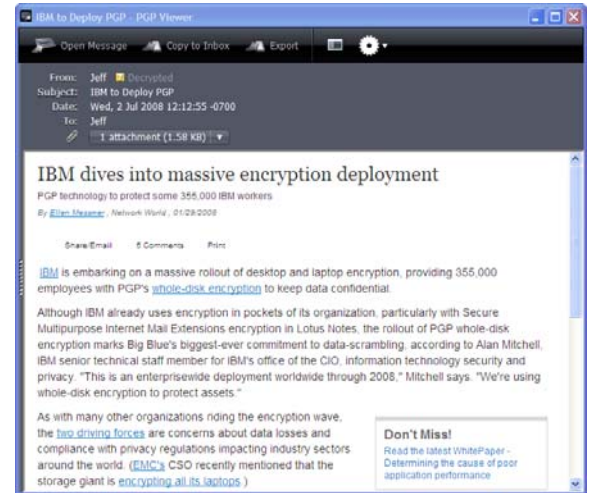 IBM to Deploy PGP - PGP Viewer
Open Message Copy to Inbox Export
From: Jeff Decrypted
Subject: IBM to Deploy PGP
Date: Wed, 2 Jul 2008 12:12:55 -0700
To: Jeff
1 attachment (1.58 KB)
IBM dives into massive encryption deployment
PGP technology to protect some 355,000 IBM workers
By Ellen Messmer , Network World , 01/29/2008
Share/Email 6 Comments Print
IBM is embarking on a massive rollout of desktop and laptop encryption, providing 355,000
employees with PGP's whole-disk encryption to keep data confidential.
Although IBM already uses encryption in pockets of its organization, particularly with Secure
Multipurpose Internet Mail Extensions encryption in Lotus Notes, the rollout of PGP whole-disk
encryption marks Big Blue's biggest-ever commitment to data-scrambling, according to Alan Mitchell,
IBM senior technical staff member for IBM's office of the CIO, information technology security and
privacy. "This is an enterprisewide deployment worldwide through 2008," Mitchell says. "We're using
whole-disk encryption to protect assets."
As with many other organizations riding the encryption wave,
the two driving forces are concerns about data losses and
compliance with privacy regulations impacting industry sectors
around the world. (EMC's CSO recently mentioned that the
storage giant is encrypting all its laptops.)
Don't Miss!
Read the latest WhitePaper -
Determining the cause of poor
application performance